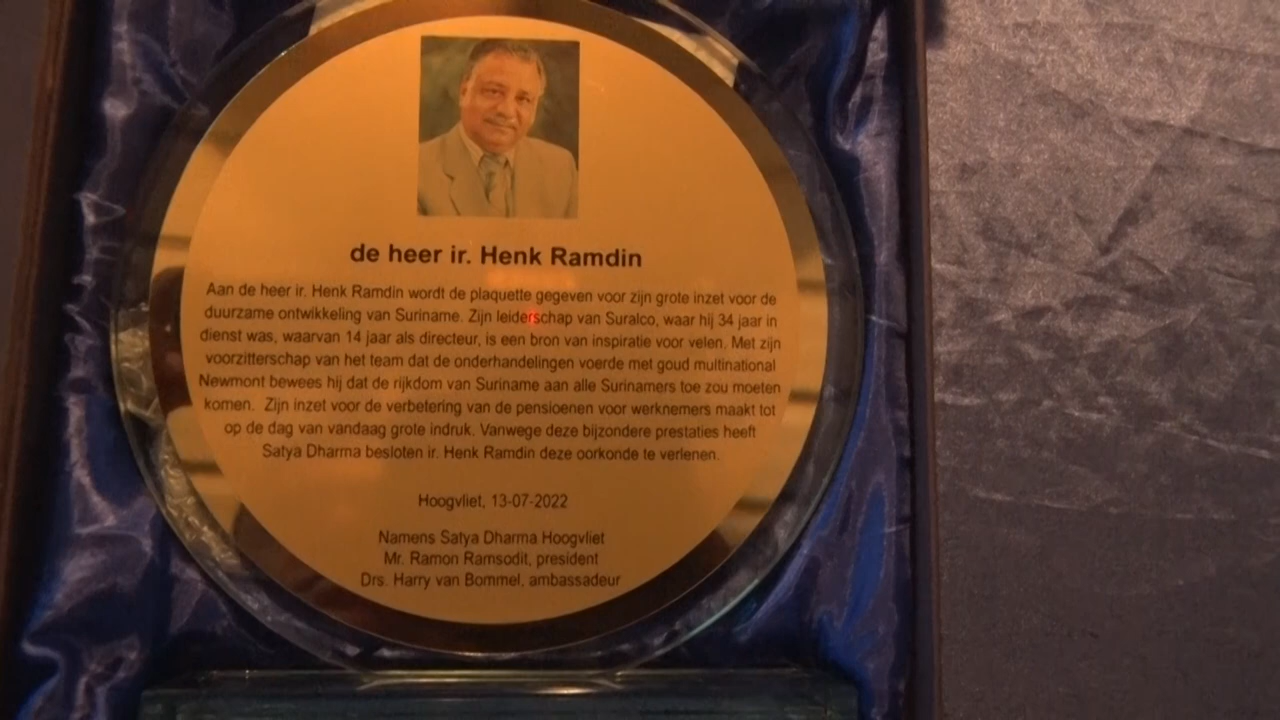 de heer ir. Henk Ramdin
Aan de heer ir. Henk Ramdin wordt de plaquette gegeven voor zijn grote inzet voor de
duurzame ontwikkeling van Suriname. Zijn leiderschap van Suralco, waar hij 34 jaar in
dienst was, waarvan 14 jaar als directeur, is een bron van inspiratie voor velen. Met zijn
voorzitterschap van het team dat de onderhandelingen voerde met goud multinational
Newmont bewees hij dat de rijkdom van Suriname aan alle Surinamers toe zou moeten
komen. Zijn inzet voor de verbetering van de pensioenen voor werknemers maakt tot
op de dag van vandaag grote indruk. Vanwege deze bijzondere prestaties heeft
Satya Dharma besloten ir. Henk Ramdin deze oorkonde te verlenen.
Hoogvliet, 13-07-2022
Namens Satya Dharma Hoogvliet
Mr. Ramon Ramsodit, president
Drs. Harry van Bommel, ambassadeur